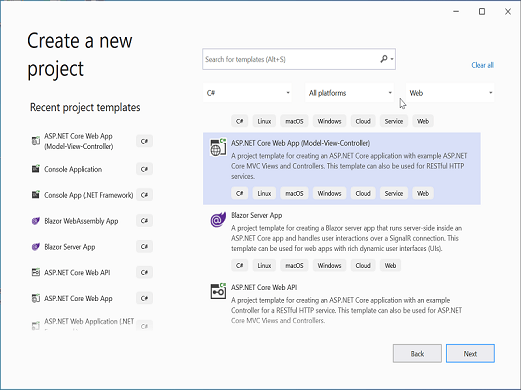 Create a new
project
Recent project templates
ASP.NET Core Web App
(Model-View-Controller)
C#
Console Application
C#
Console App (.NET Framework)
C#
Blazor WebAssembly App
C#
Blazor Server App
C#
ASP.NET Core Web API
C#
ASP.NET Core Web App
C#
ASP.NET Web Application (.NET
C#
Search for templates (Alt+S)
Clear all
C# All platforms Web
C# Linux macOS Windows Cloud Service Web
ASP.NET Core Web App (Model-View-Controller)
A project template for creating an ASP.NET Core application with example ASP.NET
Core MVC Views and Controllers. This template can also be used for RESTful HTTP
services.
C# Linux macOS Windows Cloud Service Web
Blazor Server App
A project template for creating a Blazor server app that runs server-side inside an
ASP.NET Core app and handles user interactions over a SignalR connection. This
template can be used for web apps with rich dynamic user interfaces (UIs).
C# Linux macOS Windows Cloud Web
ASP.NET Core Web API
A project template for creating an ASP.NET Core application with an example
Controller for a RESTful HTTP service. This template can also be used for ASP.NET
Core MVC Views and Controllers.
Back Next